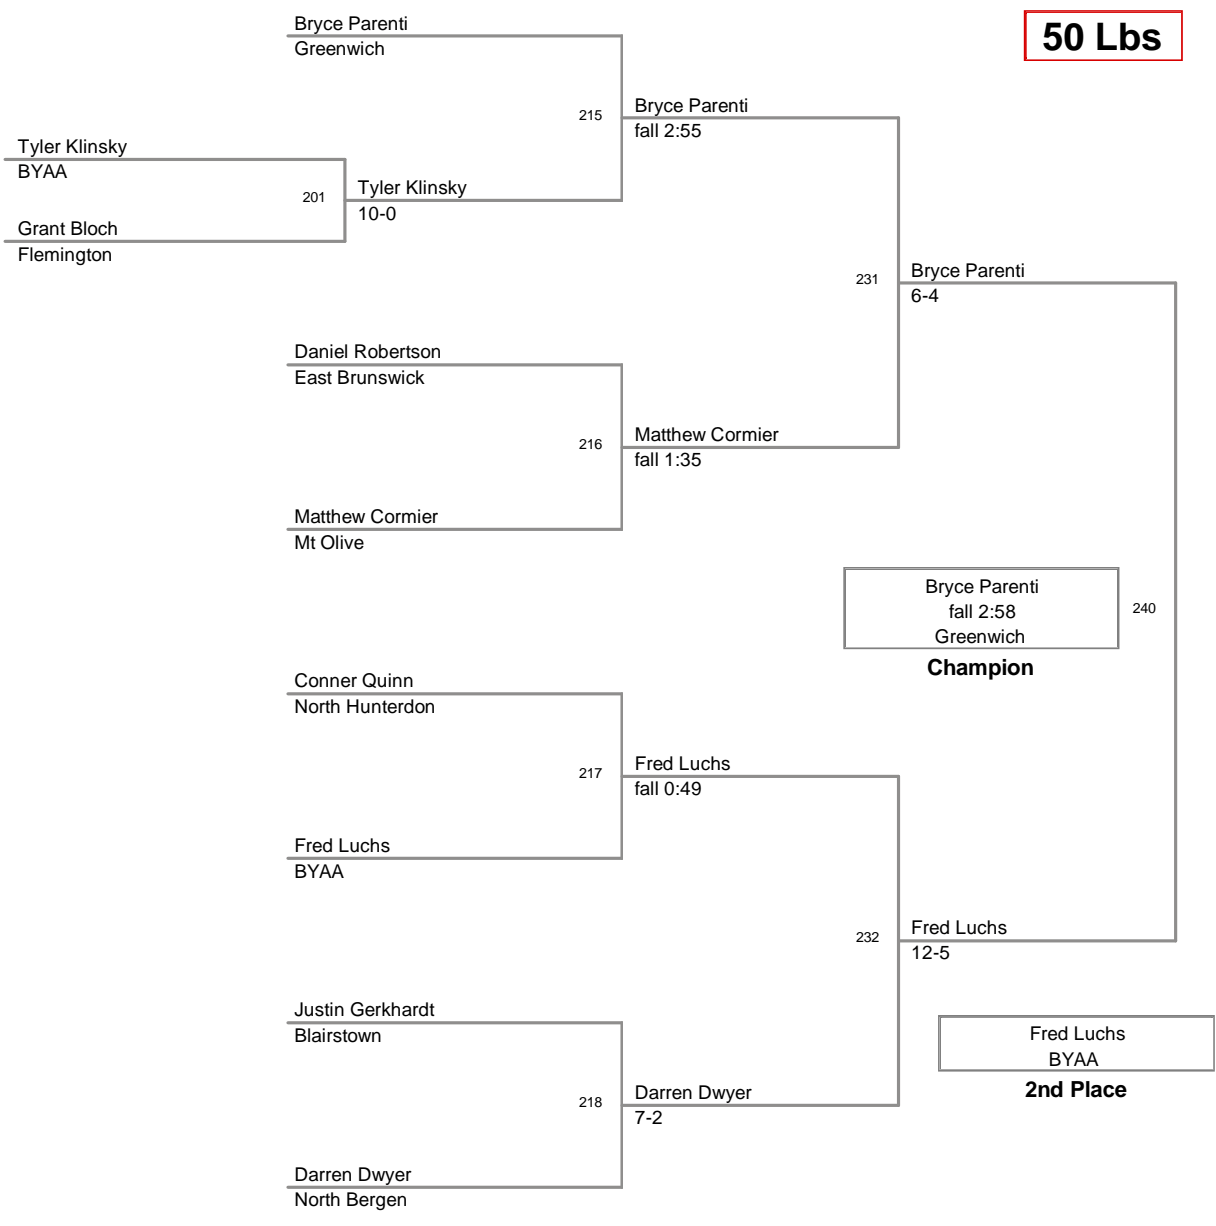 Bryce Parenti
Greenwich
50 Lbs
215
Bryce Parenti
fall 2:55
Tyler Klinsky
BYAA
201
Tyler Klinsky
10-0
Grant Bloch
Flemington
231
Bryce Parenti
6-4
Daniel Robertson
East Brunswick
216
Matthew Cormier
fall 1:35
Matthew Cormier
Mt Olive
Bryce Parenti
fall 2:58
Greenwich
240
Champion
Conner Quinn
North Hunterdon
217
Fred Luchs
fall 0:49
Fred Luchs
BYAA
232
Fred Luchs
12-5
Justin Gerkhardt
Blairstown
Fred Luchs
BYAA
2nd Place
218
Darren Dwyer
7-2
Darren Dwyer
North Bergen